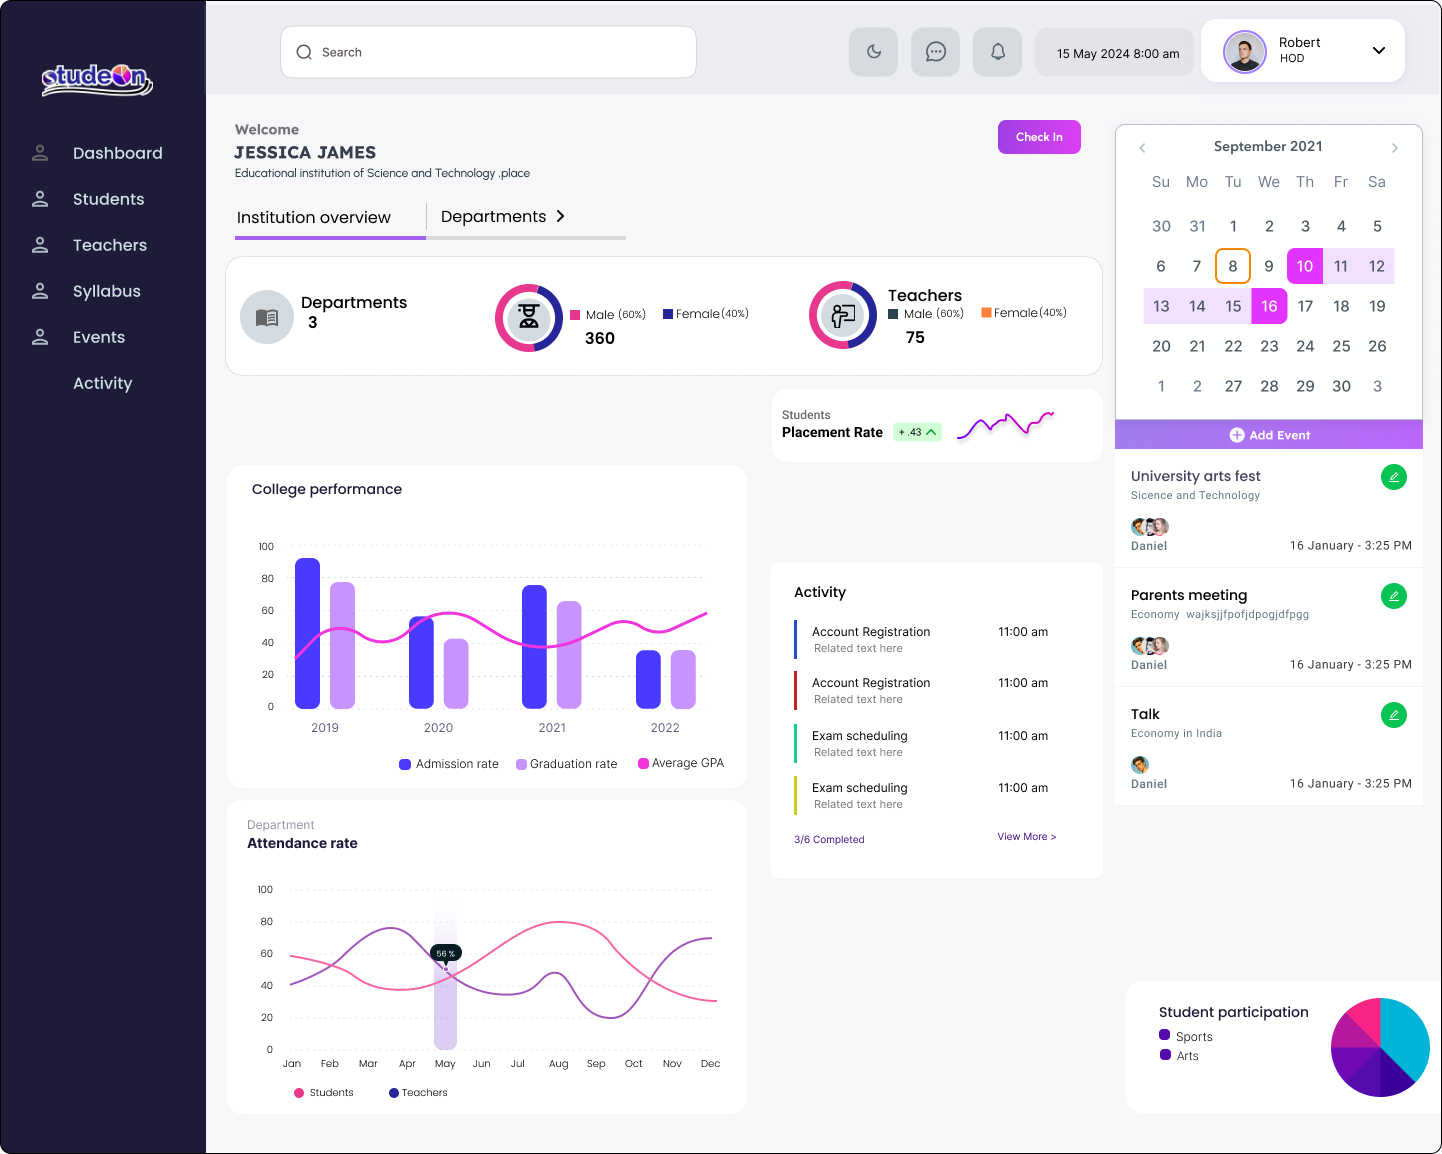 studeOn
Search
15 May 2024 8:00 am
Robert
HOD
Dashboard
Students
Teachers
Syllabus
Events
Activity
Welcome
JESSICA JAMES
Educational institution of Science and Technology .place
Check In
Institution overview
Departments >
Departments
3
Male (60%)
Female(40%)
360
Teachers
Male (60%)
Female(40%)
75
Students
Placement Rate
+ .43
College performance
100
80
60
40
20
0
2019 2020 2021 2022
Admission rate Graduation rate Average GPA
Department
Attendance rate
100
80
60
40
20
0
56 %
Jan Feb Mar Apr May Jun Jul Aug Sep Oct Nov Dec
Students Teachers
Activity
Account Registration 11:00 am
Related text here
Account Registration 11:00 am
Related text here
Exam scheduling 11:00 am
Related text here
Exam scheduling 11:00 am
Related text here
3/6 Completed View More >
September 2021
Su Mo Tu We Th Fr Sa
30 31 1 2 3 4 5
6 7 8 9 10 11 12
13 14 15 16 17 18 19
20 21 22 23 24 25 26
1 2 27 28 29 30 3
Add Event
University arts fest
Sicence and Technology
Daniel 16 January - 3:25 PM
Parents meeting
Economy wajksjjfpofjdpogjdfpgg
Daniel 16 January - 3:25 PM
Talk
Economy in India
Daniel 16 January - 3:25 PM
Student participation
Sports
Arts